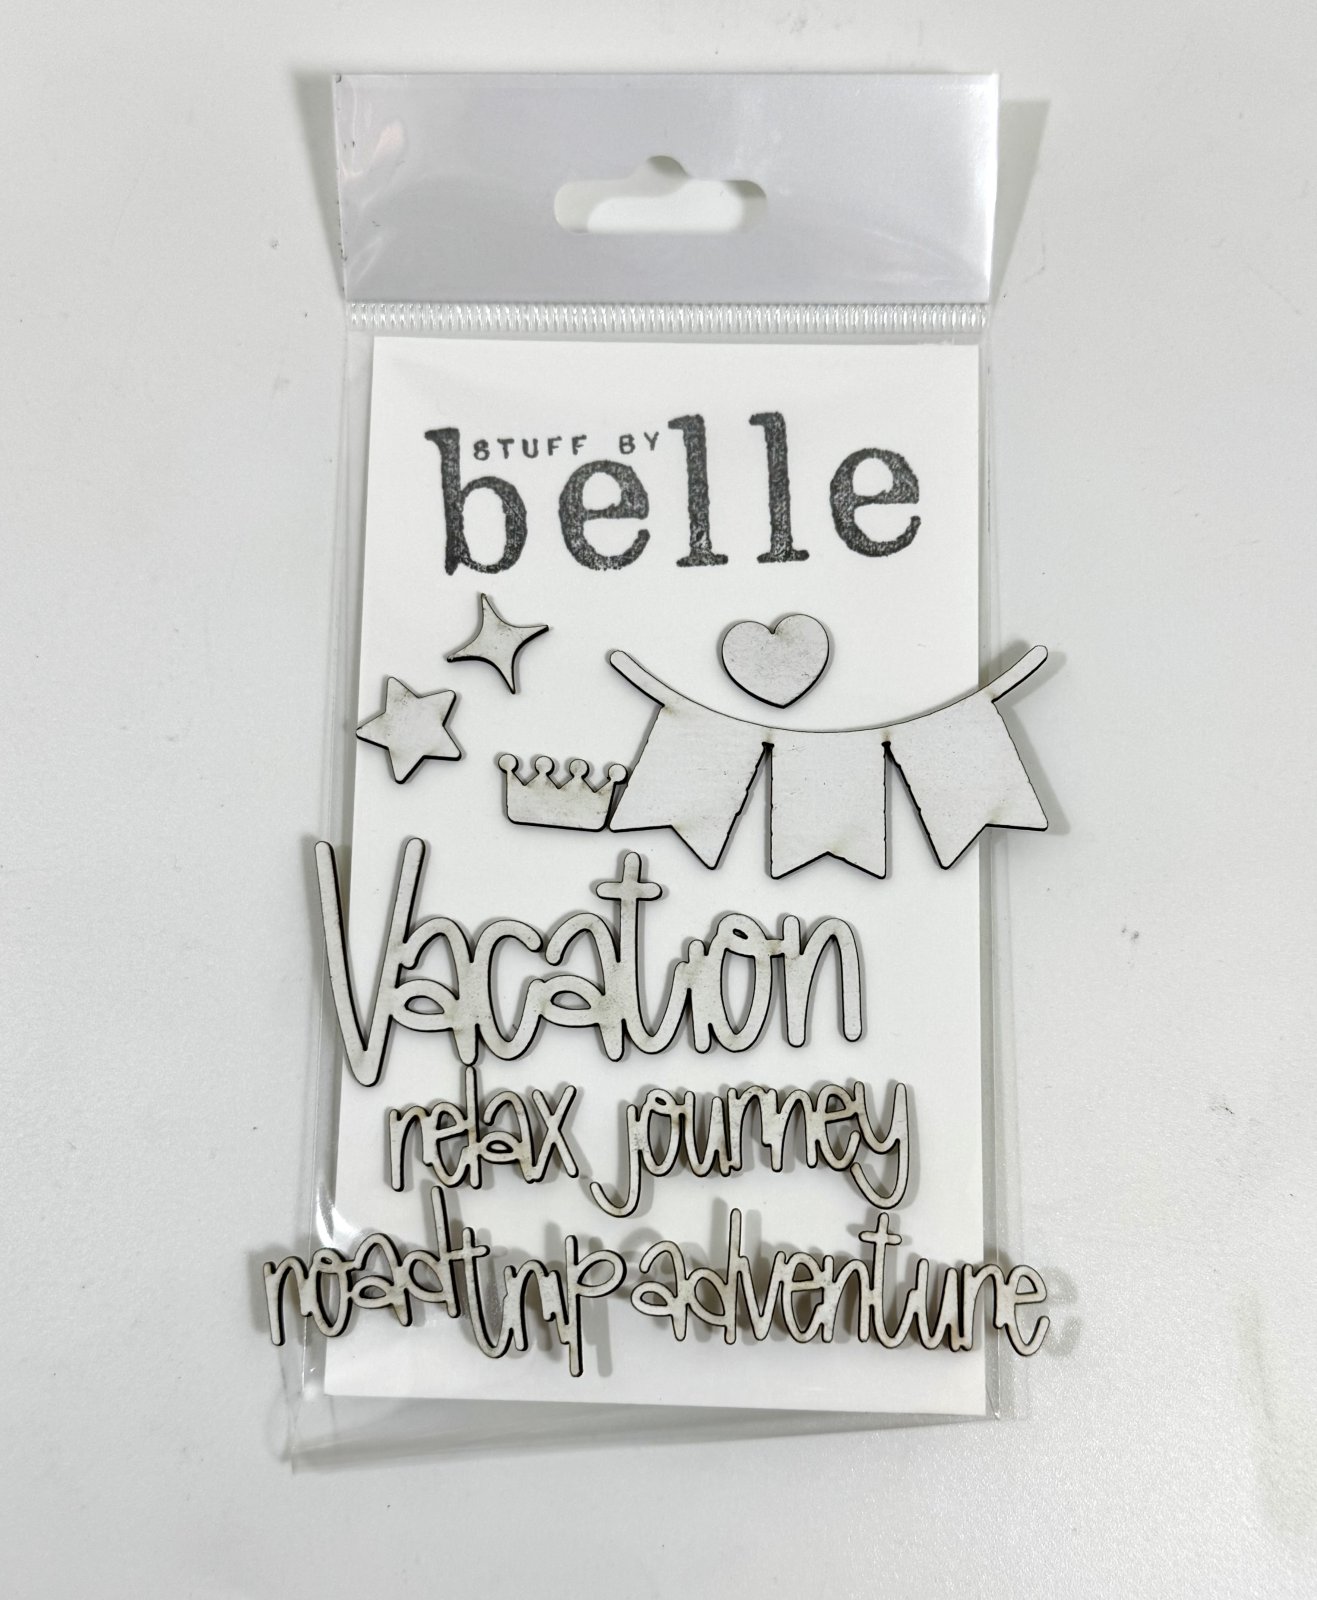 STUFF BY
belle
Vacation
relax journey
roadtrip adventure